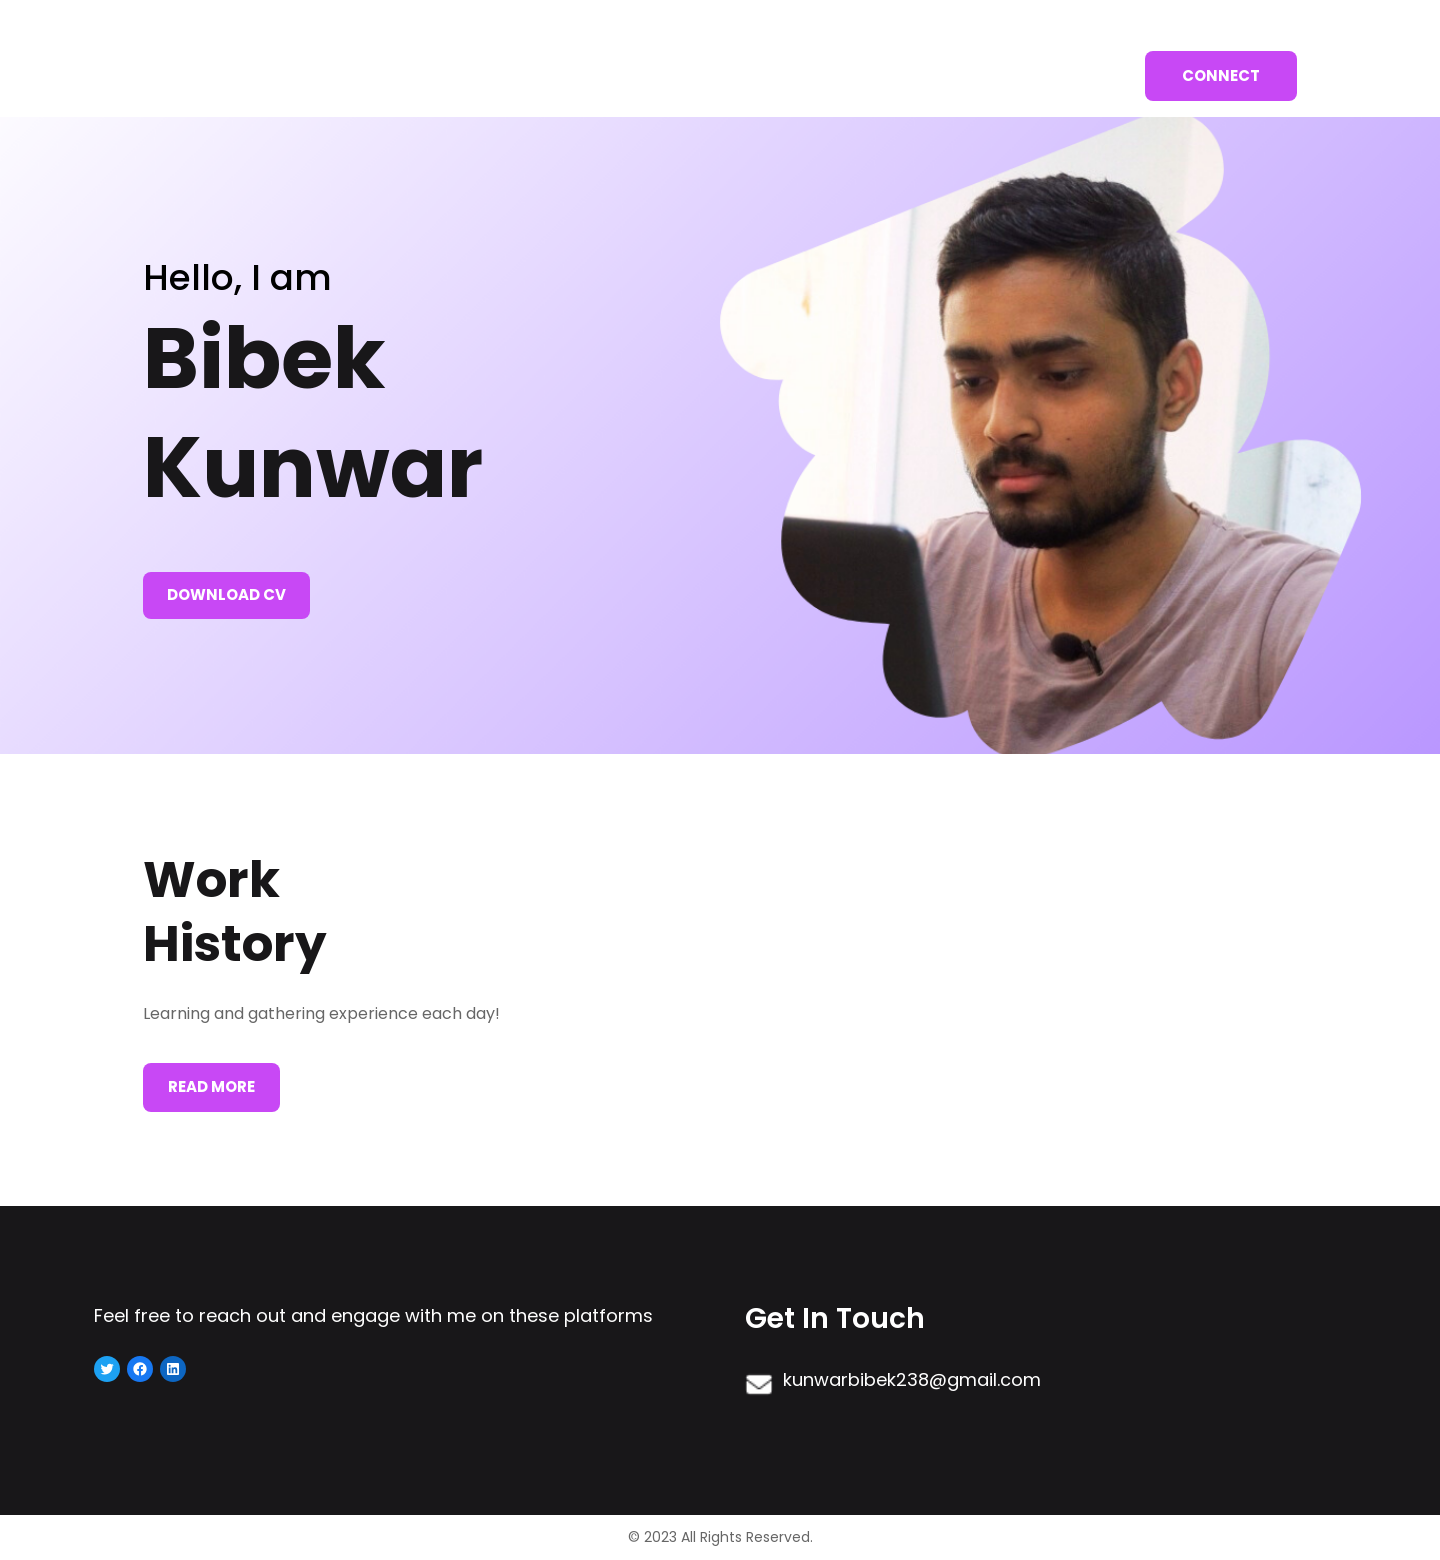 CONNECT
Hello, I am
Bibek
Kunwar
DOWNLOAD CV
Work
History
Learning and gathering experience each day!
READ MORE
Feel free to reach out and engage with me on these platforms
Get In Touch
kunwarbibek238@gmail.com
© 2023 All Rights Reserved.